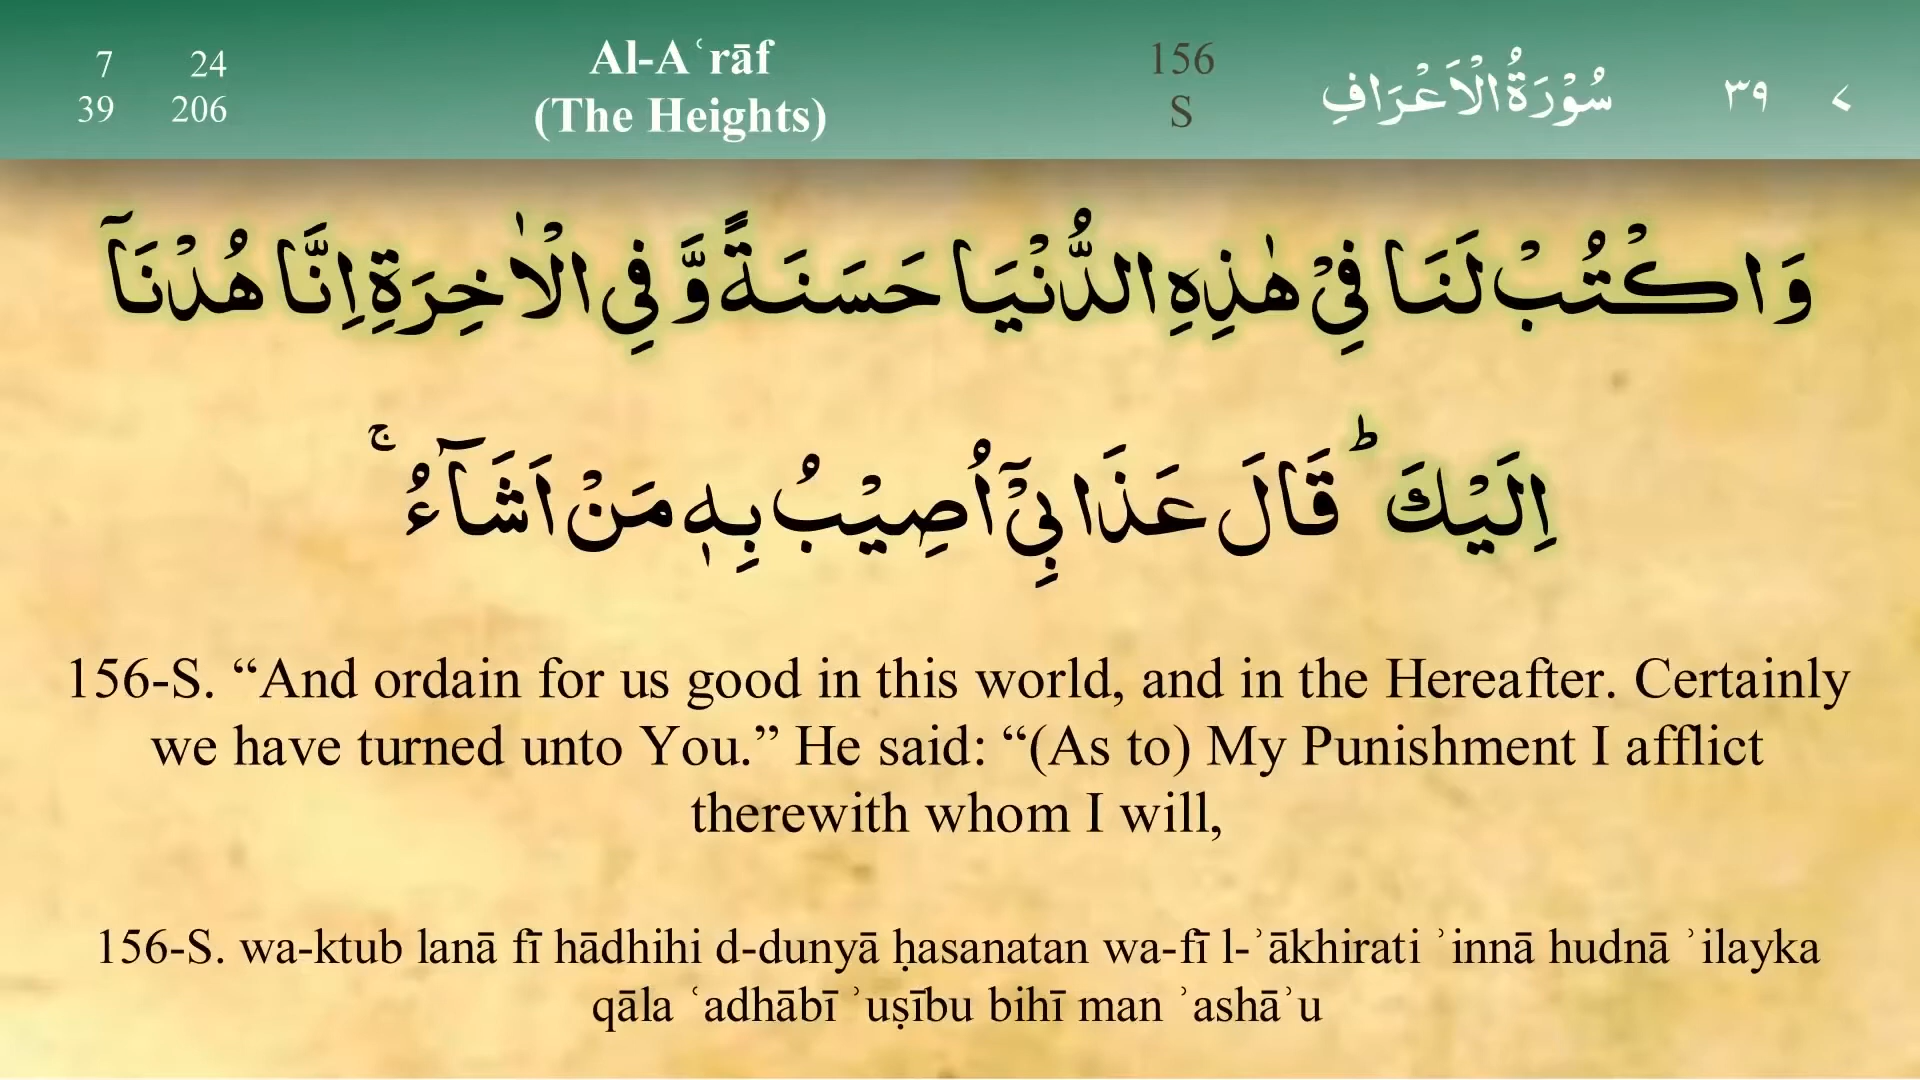 7 24
39 206
Al-Aʿrāf
(The Heights)
156
S
سُوْرَةُ الْاَعْرَافِ
٣٩
>
وَاكْتُبْ لَنَا فِيْ هٰذِهِ الدُّنْيَا حَسَنَةً وَّفِي الْاٰخِرَةِ اِنَّا هُدْنَآ
اِلَيْكَ ؕ قَالَ عَذَابِيْٓ اُصِيْبُ بِهٖ مَنْ اَشَآءُ ۚ
156-S. “And ordain for us good in this world, and in the Hereafter. Certainly
we have turned unto You.” He said: “(As to) My Punishment I afflict
therewith whom I will,
156-S. wa-ktub lanā fī hādhihi d-dunyā ḥasanatan wa-fī l-ʾākhirati ʾinnā hudnā ʾilayka
qāla ʿadhābī ʾuṣību bihī man ʾashāʾu